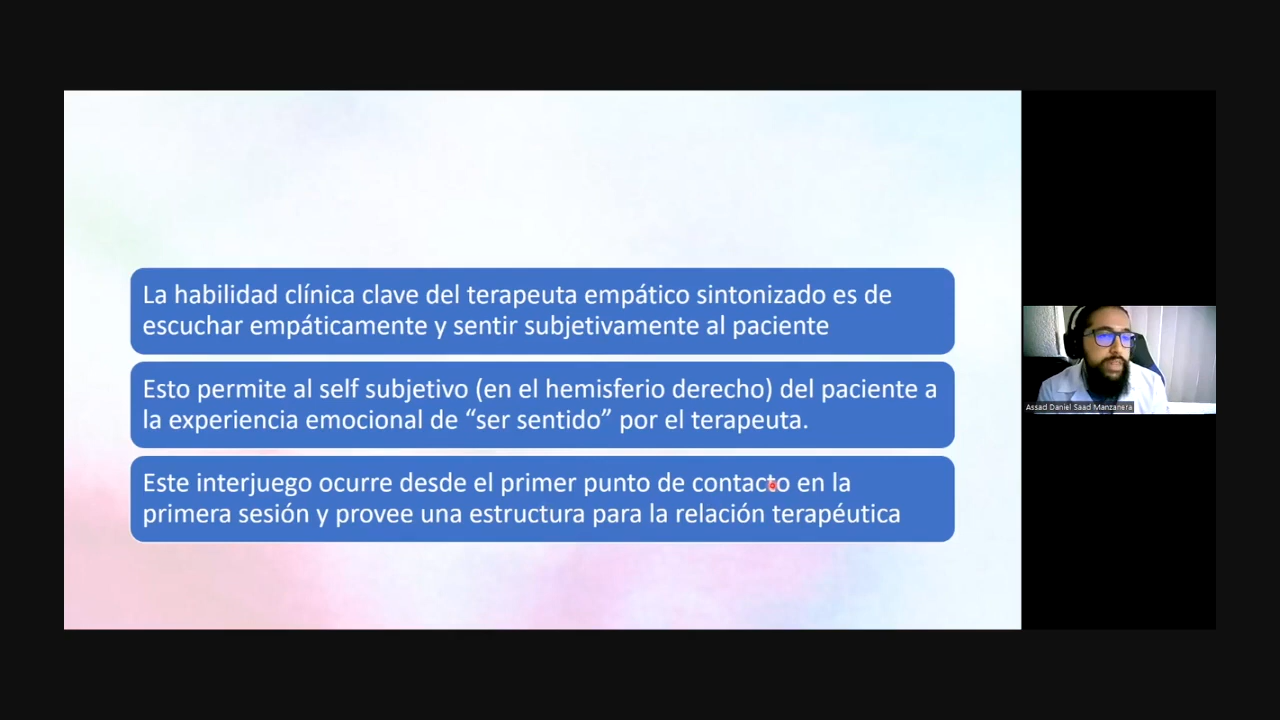 La habilidad clínica clave del terapeuta empático sintonizado es de
escuchar empáticamente y sentir subjetivamente al paciente
Esto permite al self subjetivo (en el hemisferio derecho) del paciente a
la experiencia emocional de “ser sentido” por el terapeuta.
Este interjuego ocurre desde el primer punto de contacto en la
primera sesión y provee una estructura para la relación terapéutica
Assad Daniel Saad Manzanera